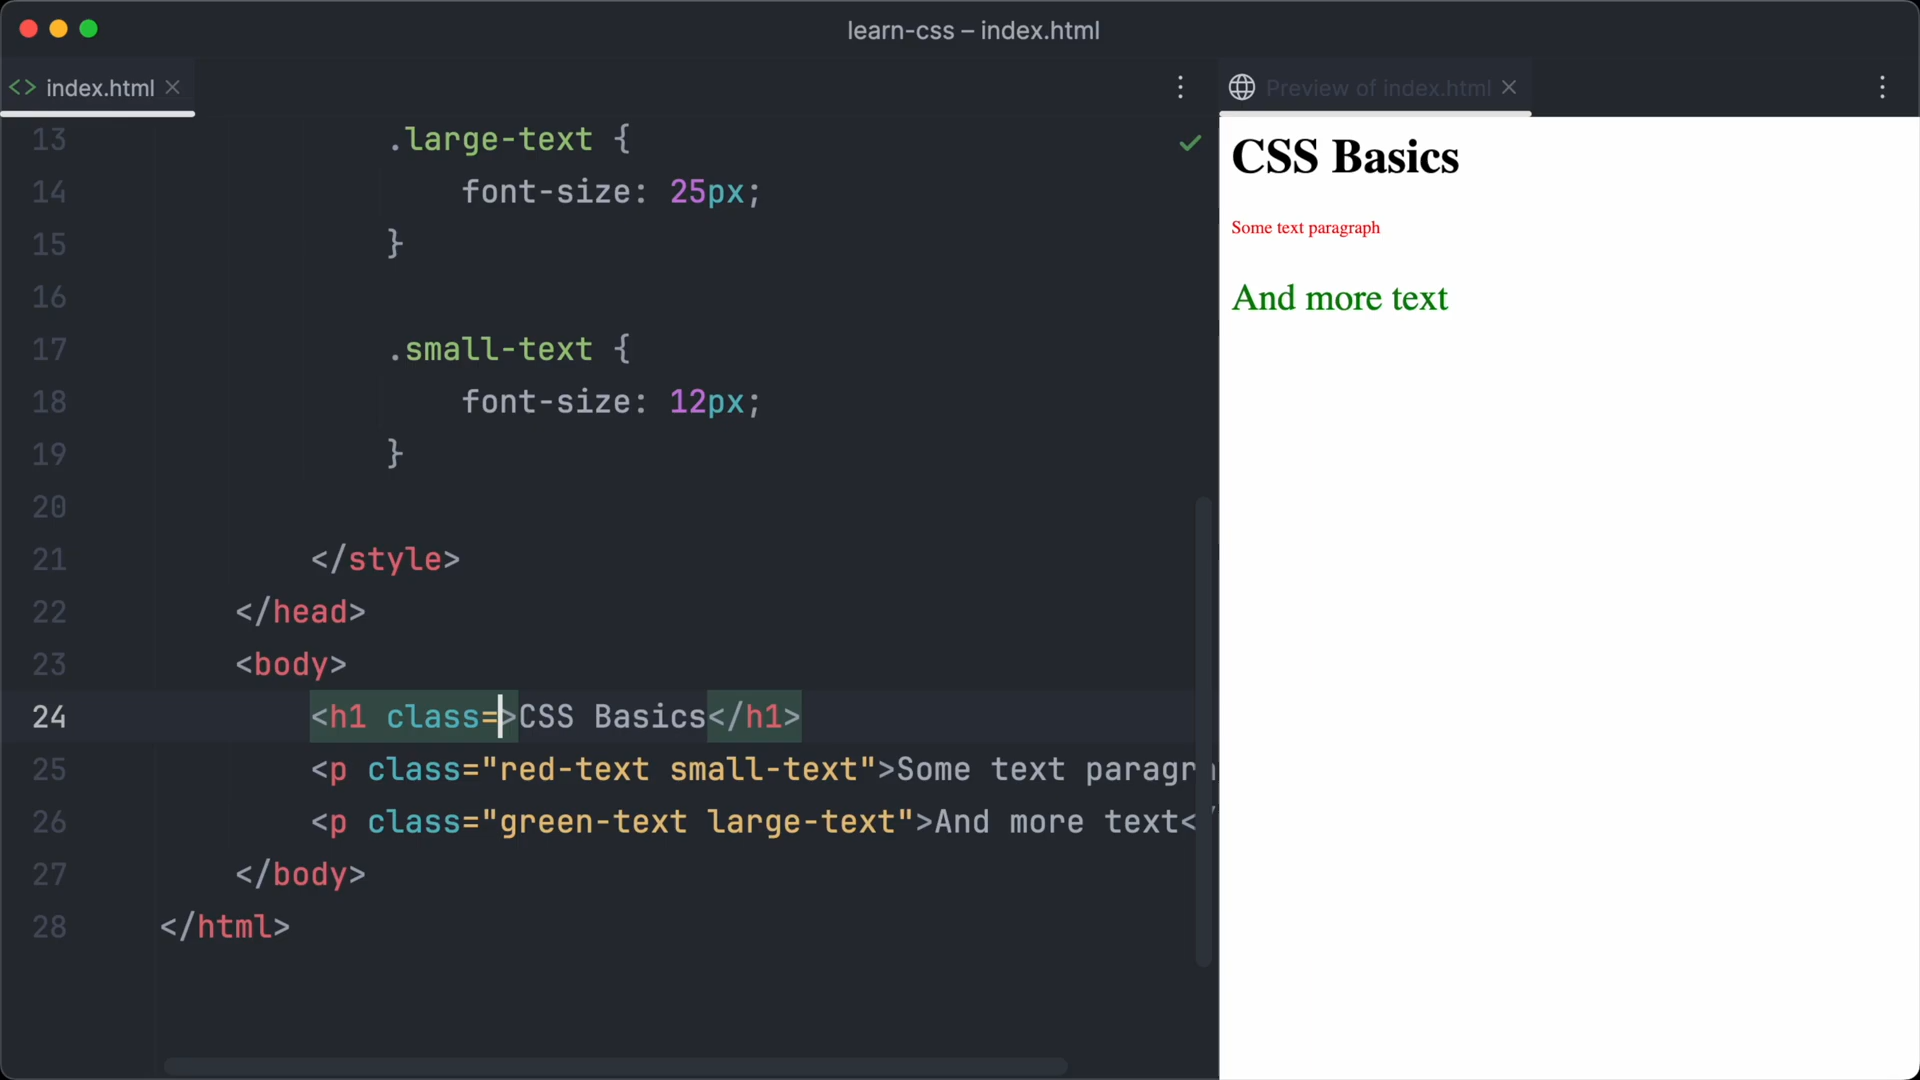 learn-css – index.html
<> index.html
Preview of index.html
13 .large-text {
14 font-size: 25px;
15 }
16
17 .small-text {
18 font-size: 12px;
19 }
20
21 </style>
22 </head>
23 <body>
24 <h1 class=>CSS Basics</h1>
25 <p class="red-text small-text">Some text paragr
26 <p class="green-text large-text">And more text<
27 </body>
28 </html>
CSS Basics
Some text paragraph
And more text